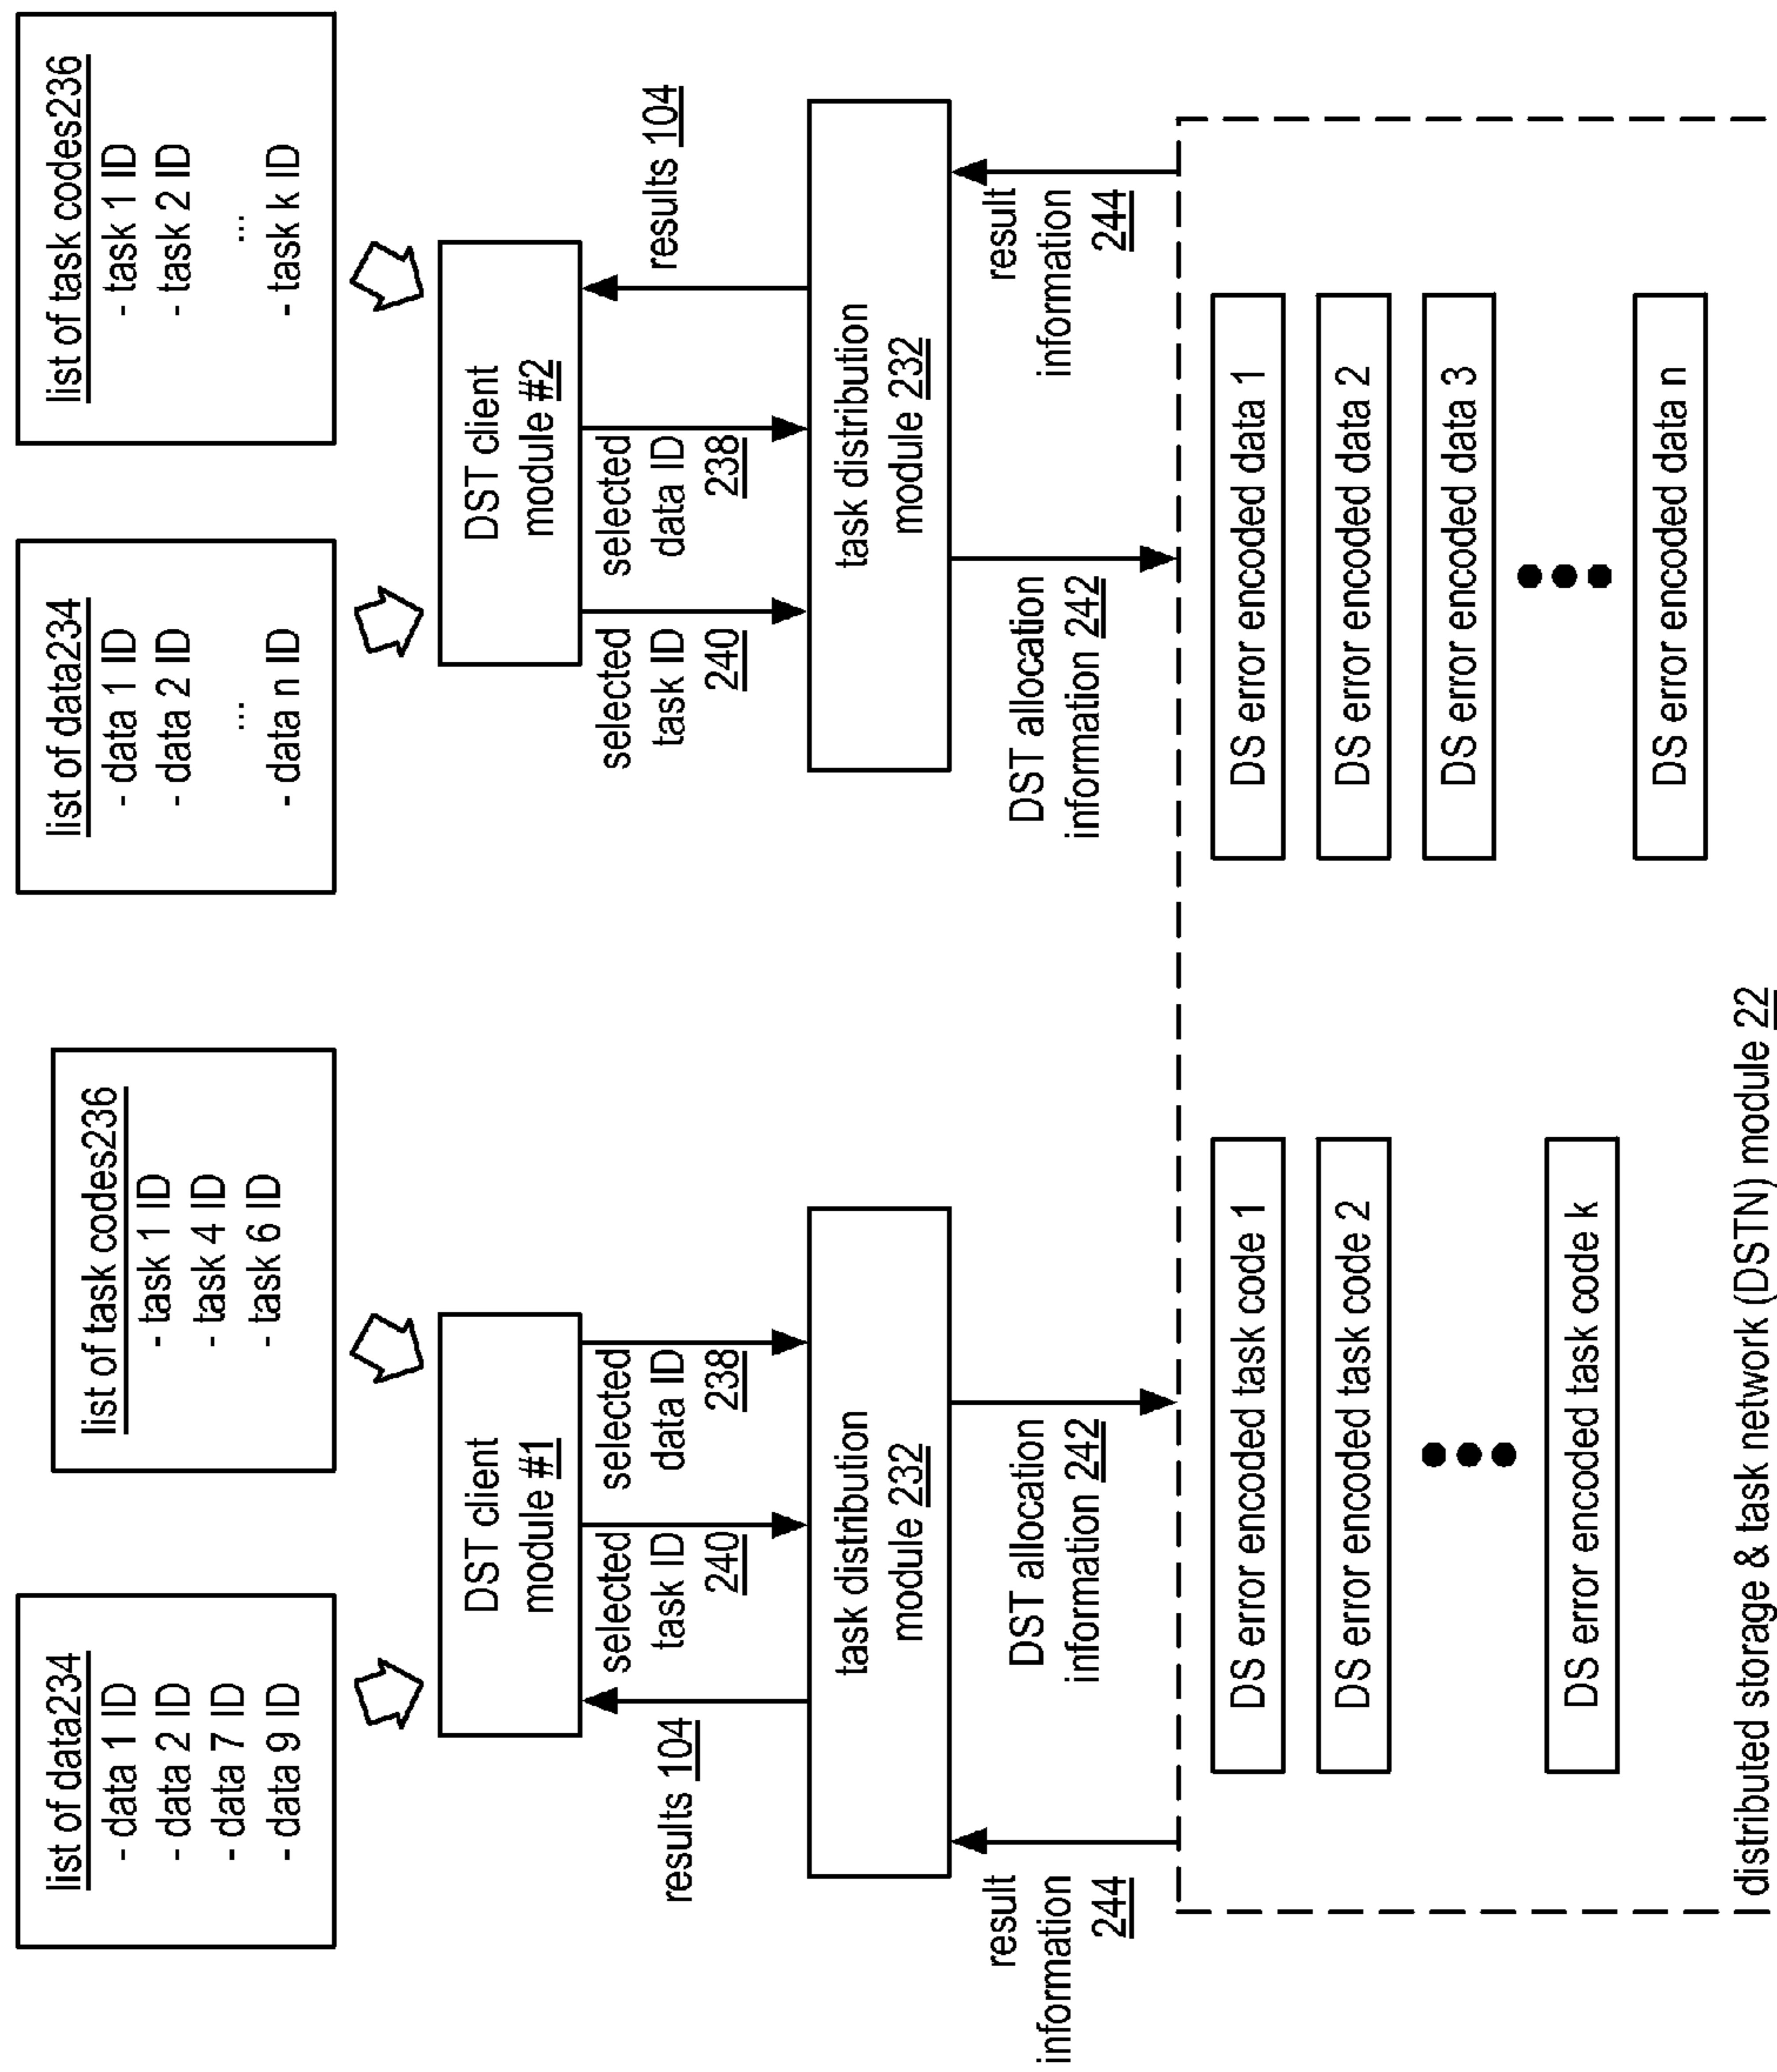 list of data234
- data 1 ID
- data 2 ID
- data 7 ID
- data 9 ID
list of task codes236
- task 1 ID
- task 4 ID
- task 6 ID
list of data234
- data 1 ID
- data 2 ID
...
- data n ID
list of task codes236
- task 1 ID
- task 2 ID
...
- task k ID
DST client
module #1
results 104
selected
task ID
240
selected
data ID
238
task distribution
module 232
result
information
244
DST allocation
information 242
DST client
module #2
selected
task ID
240
selected
data ID
238
results 104
task distribution
module 232
DST allocation
information 242
result
information
244
DS error encoded task code 1
DS error encoded task code 2
DS error encoded task code k
DS error encoded data 1
DS error encoded data 2
DS error encoded data 3
DS error encoded data n
distributed storage & task network (DSTN) module 22